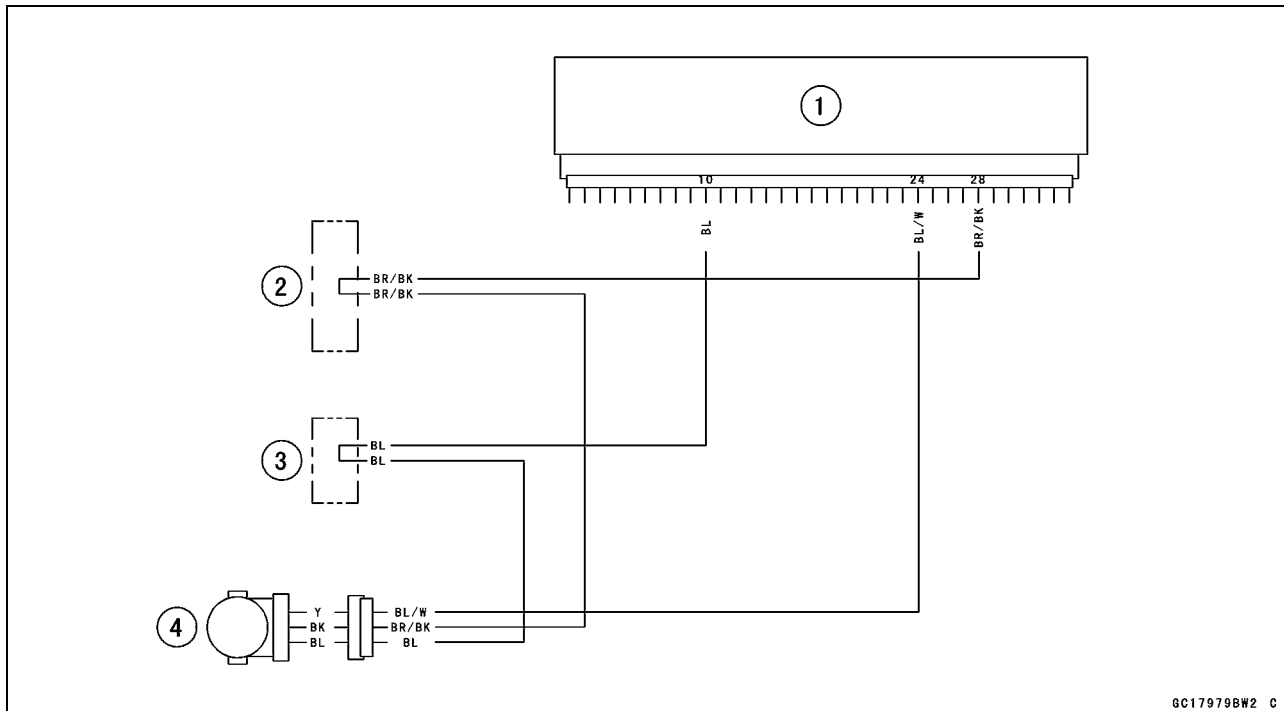 1
10 24 28
BL
BL/W
BR/BK
2
BR/BK
BR/BK
3
BL
BL
4
Y BL/W
BK BR/BK
BL BL
GC17979BW2 C